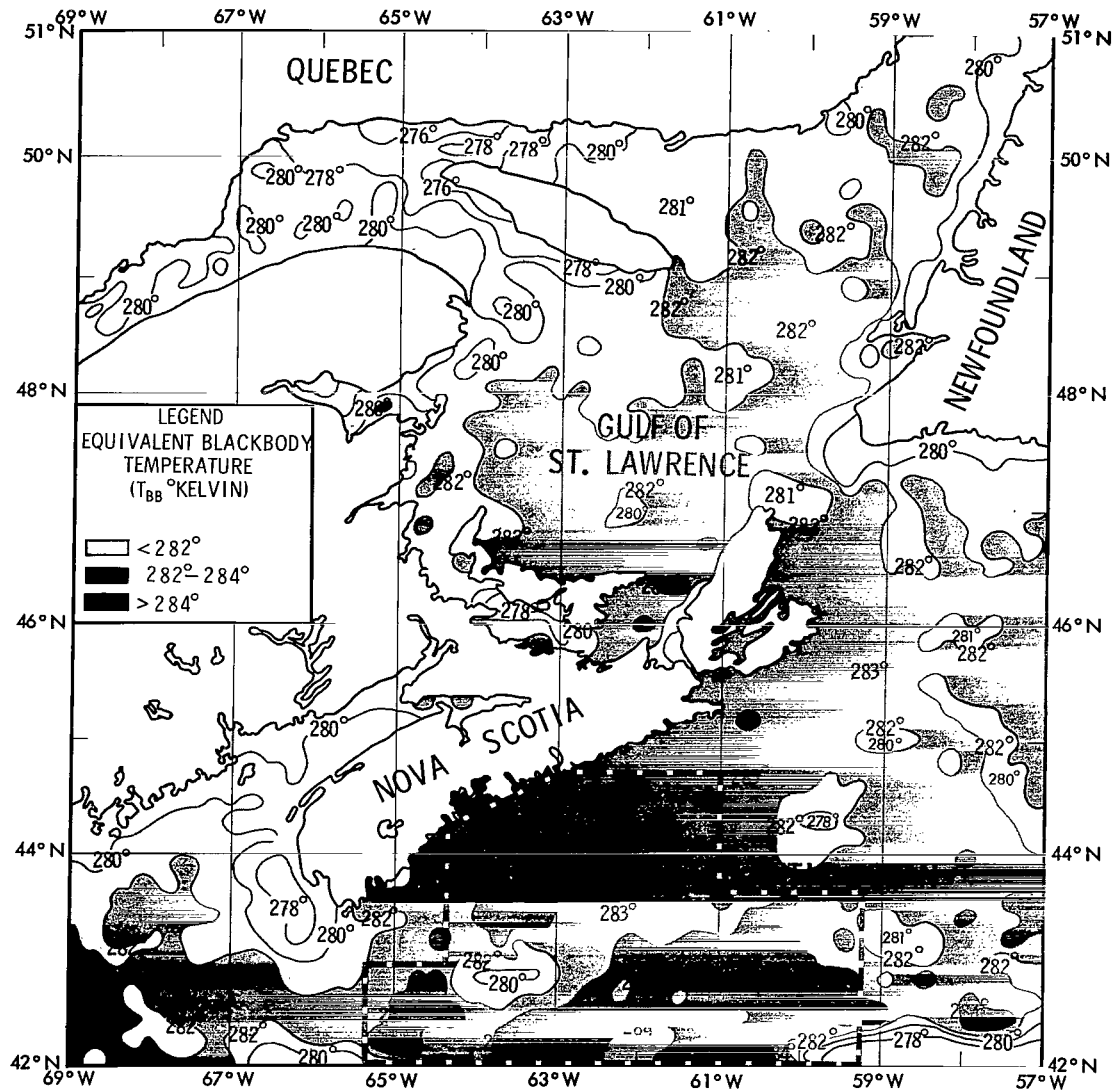 69°W 67°W 65°W 63°W 61°W 59°W 57°W
51°N 51°N
QUEBEC
280°
280°
276° 278° 278° 280° 282°
50°N 50°N
280° 278° 276°
281°
280° 280° 280° 282°
282°
278°
280°
280° 280° 282° 282°
282°
280° 281°
NEWFOUNDLAND
48°N 48°N
LEGEND
EQUIVALENT BLACKBODY
TEMPERATURE
(TBB °KELVIN)
<282°
282°-284°
>284°
GULF OF
ST. LAWRENCE
280°
282° 282° 281°
280
282° 282°
282°
278°
280
46°N 46°N
281°
282°
283°
NOVA SCOTIA
280°
282°
280° 282°
280°
282° 278°
44°N 44°N
280°
278° 282° 283°
280° 281°
282 282°
282°
280°
282 282° 282° 278°
280° 280
42°N 42°N
69°W 67°W 65°W 63°W 61°W 59°W 57°W